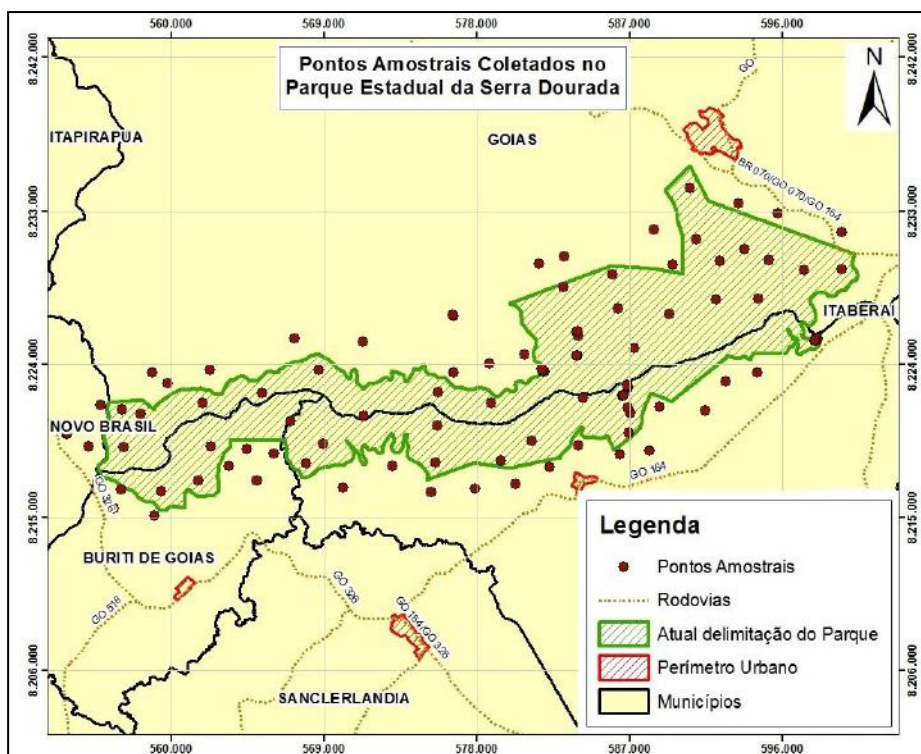 560.000 569.000 578.000 587.000 596.000
8.242.000 8.242.000
Pontos Amostrais Coletados no
Parque Estadual da Serra Dourada
N
GO
ITAPIRAPUA
GOIAS
BR 070/GO 070/GO 164
8.233.000 8.233.000
ITABERAÍ
8.224.000 8.224.000
NOVO BRASIL
GO 164
GO 326
8.215.000 8.215.000
BURITI DE GOIAS
GO 326
GO 516
GO 164/GO 326
8.206.000 8.206.000
SANCLERLANDIA
Legenda
Pontos Amostrais
Rodovias
Atual delimitação do Parque
Perímetro Urbano
Municípios
560.000 569.000 578.000 587.000 596.000